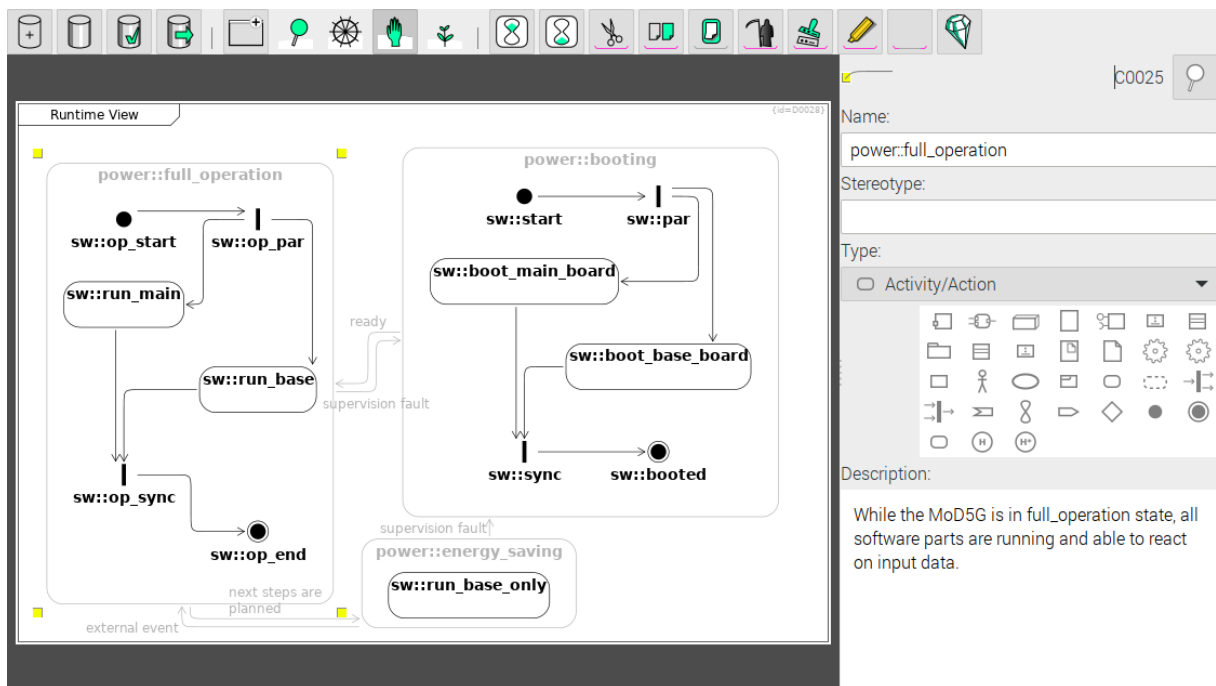 C0025
Name:
power::full_operation
Stereotype:
Type:
Activity/Action
Description:
While the MoD5G is in full_operation state, all
software parts are running and able to react
on input data.
Runtime View
{id=D0028}
power::full_operation
sw::op_start
sw::op_par
sw::run_main
sw::run_base
sw::op_sync
sw::op_end
ready
supervision fault
power::booting
sw::start
sw::par
sw::boot_main_board
sw::boot_base_board
sw::sync
sw::booted
supervision fault
power::energy_saving
sw::run_base_only
next steps are
planned
external event